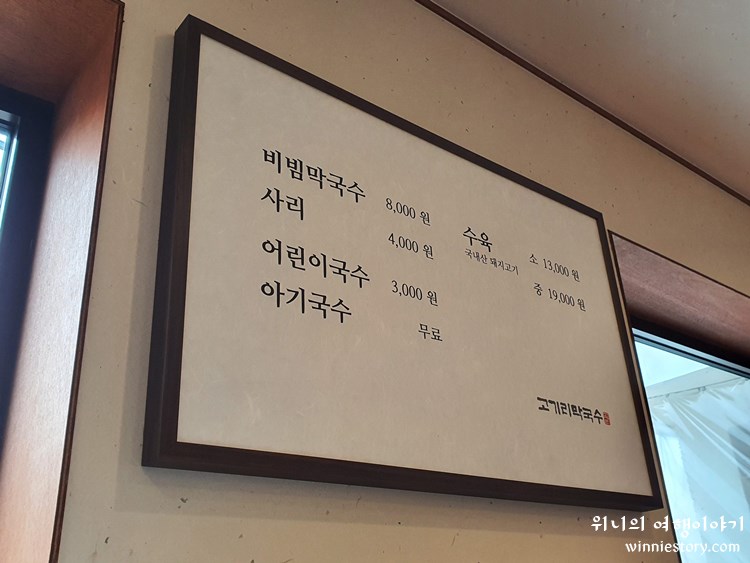 비빔막국수 8,000 원
사리 4,000 원
어린이국수 3,000 원
아기국수 무료
수육 소 13,000 원
국내산 돼지고기 중 19,000 원
고기리막국수
위니의 여행이야기
winniestory.com